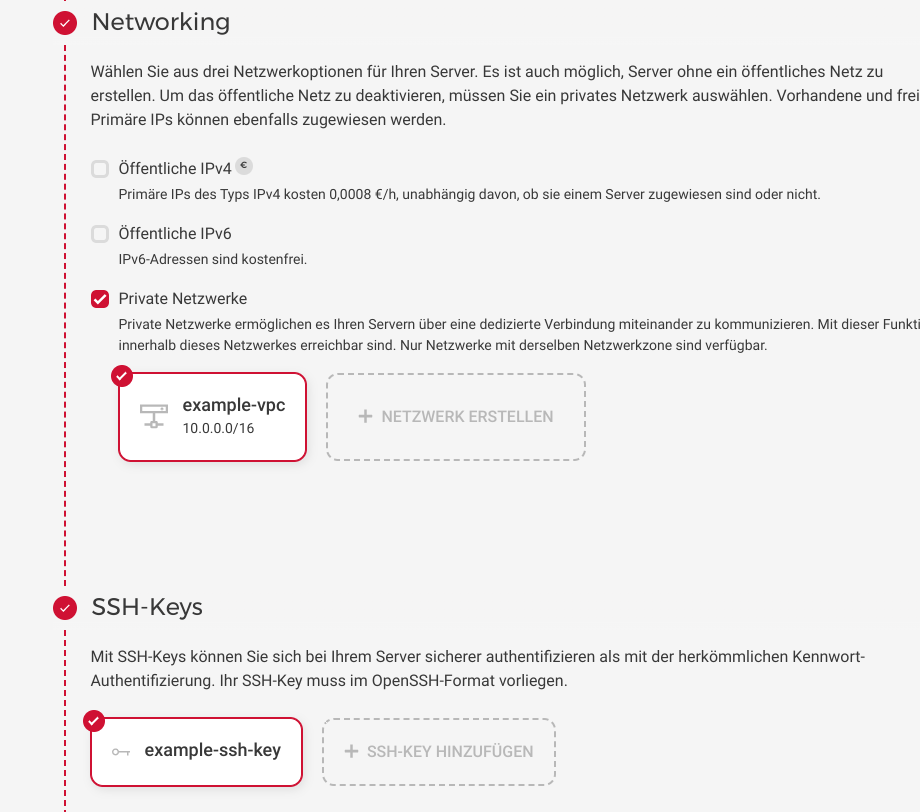 Networking
Wählen Sie aus drei Netzwerkoptionen für Ihren Server. Es ist auch möglich, Server ohne ein öffentliches Netz zu
erstellen. Um das öffentliche Netz zu deaktivieren, müssen Sie ein privates Netzwerk auswählen. Vorhandene und frei
Primäre IPs können ebenfalls zugewiesen werden.
Öffentliche IPv4 €
Primäre IPs des Typs IPv4 kosten 0,0008 €/h, unabhängig davon, ob sie einem Server zugewiesen sind oder nicht.
Öffentliche IPv6
IPv6-Adressen sind kostenfrei.
Private Netzwerke
Private Netzwerke ermöglichen es Ihren Servern über eine dedizierte Verbindung miteinander zu kommunizieren. Mit dieser Funkti
innerhalb dieses Netzwerkes erreichbar sind. Nur Netzwerke mit derselben Netzwerkzone sind verfügbar.
example-vpc
10.0.0.0/16
NETZWERK ERSTELLEN
SSH-Keys
Mit SSH-Keys können Sie sich bei Ihrem Server sicherer authentifizieren als mit der herkömmlichen Kennwort-
Authentifizierung. Ihr SSH-Key muss im OpenSSH-Format vorliegen.
example-ssh-key
SSH-KEY HINZUFÜGEN